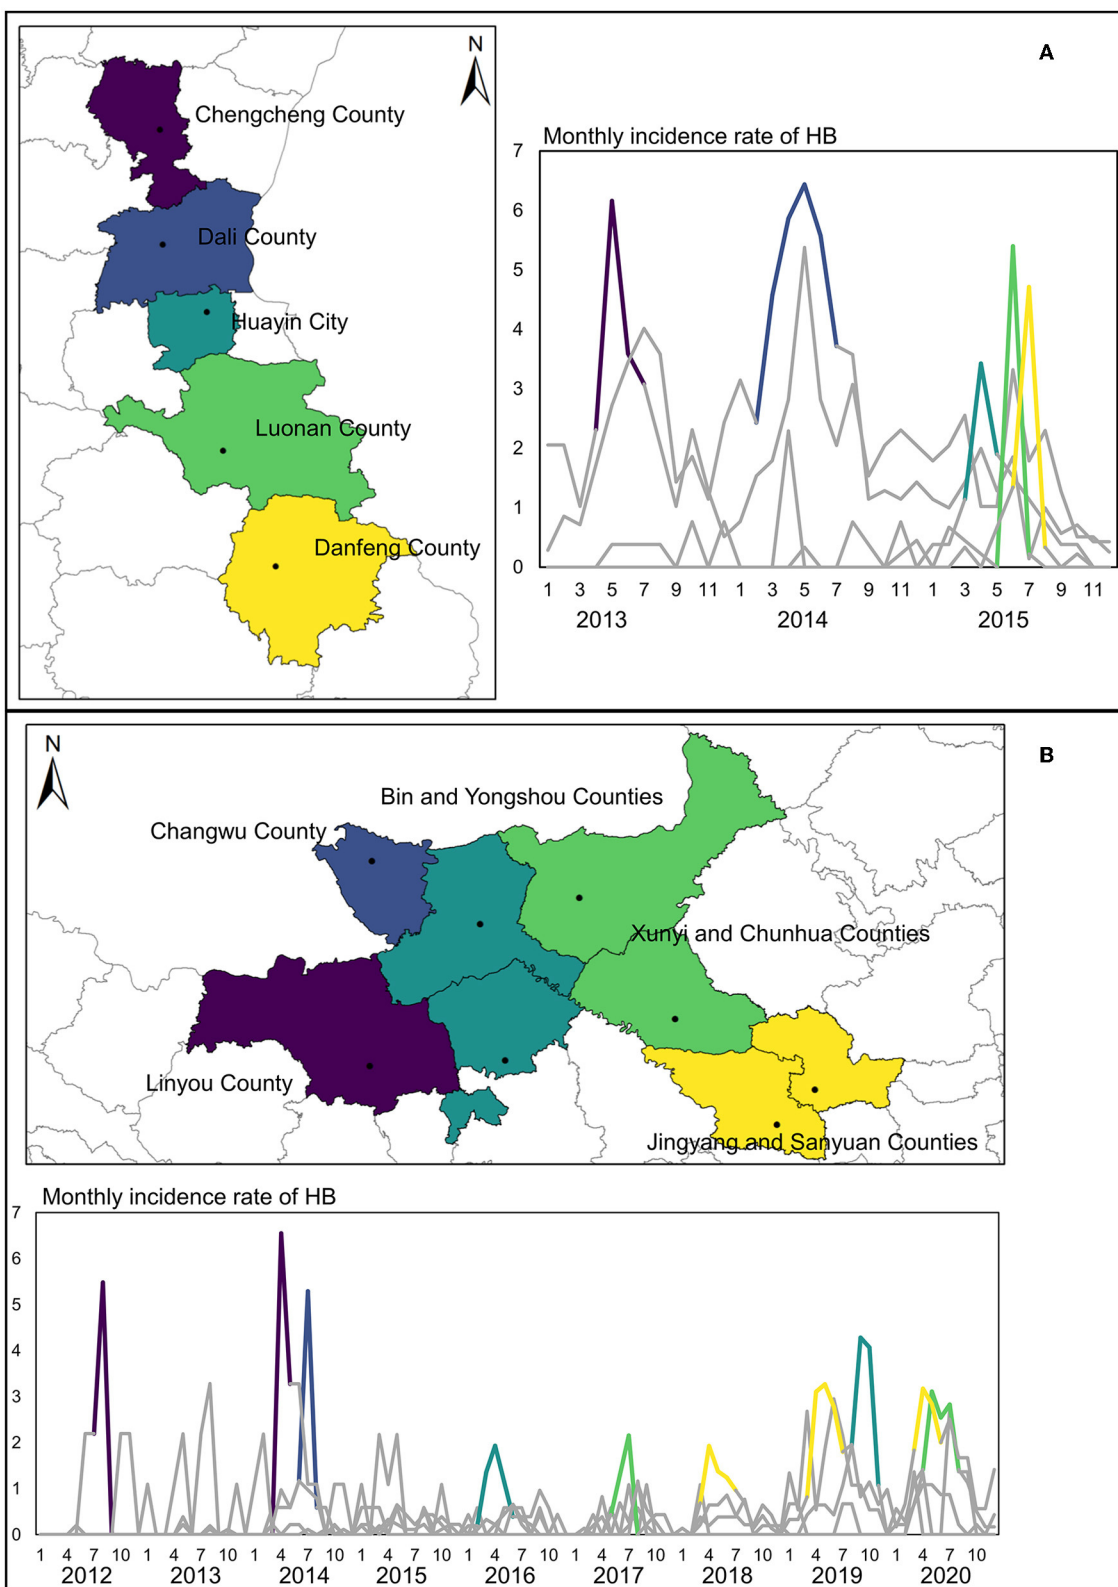 N
A
Chengcheng County
Dali County
Huayin City
Luonan County
Danfeng County
Monthly incidence rate of HB
7
6
5
4
3
2
1
0
1 3 5 7 9 11 1 3 5 7 9 11 1 3 5 7 9 11
2013 2014 2015
N
B
Bin and Yongshou Counties
Changwu County
Xunyi and Chunhua Counties
Linyou County
Jingyang and Sanyuan Counties
Monthly incidence rate of HB
7
6
5
4
3
2
1
0
1 4 7 10 1 4 7 10 1 4 7 10 1 4 7 10 1 4 7 10 1 4 7 10 1 4 7 10 1 4 7 10 1 4 7 10
2012 2013 2014 2015 2016 2017 2018 2019 2020